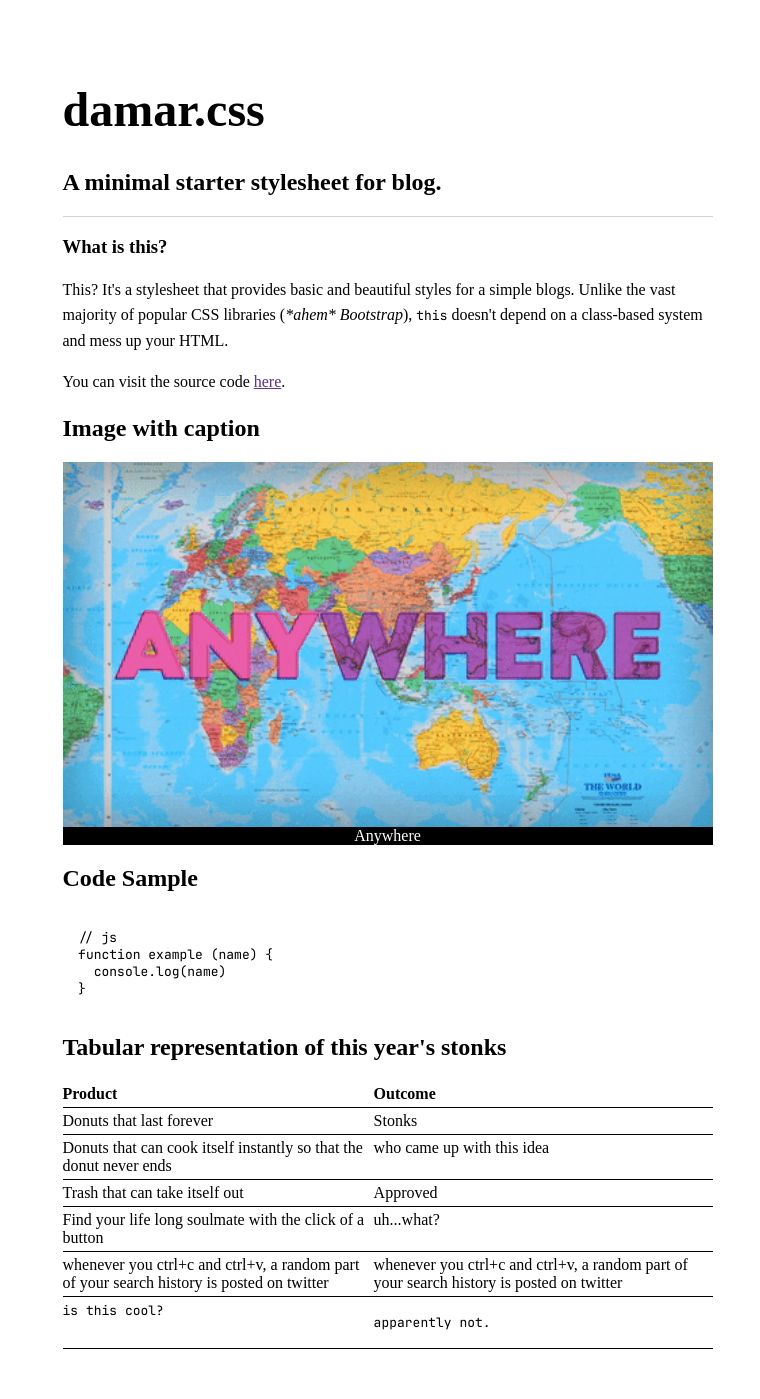 damar.css
A minimal starter stylesheet for blog.
What is this?
This? It's a stylesheet that provides basic and beautiful styles for a simple blogs. Unlike the vast
majority of popular CSS libraries (*ahem* Bootstrap), this doesn't depend on a class-based system
and mess up your HTML.
You can visit the source code here.
Image with caption
ANYWHERE
THE WORLD
Anywhere
Code Sample
// js
function example (name) {
  console.log(name)
}
Tabular representation of this year's stonks
Product Outcome
Donuts that last forever Stonks
Donuts that can cook itself instantly so that the who came up with this idea
donut never ends
Trash that can take itself out Approved
Find your life long soulmate with the click of a uh...what?
button
whenever you ctrl+c and ctrl+v, a random part whenever you ctrl+c and ctrl+v, a random part of
of your search history is posted on twitter your search history is posted on twitter
is this cool?
apparently not.